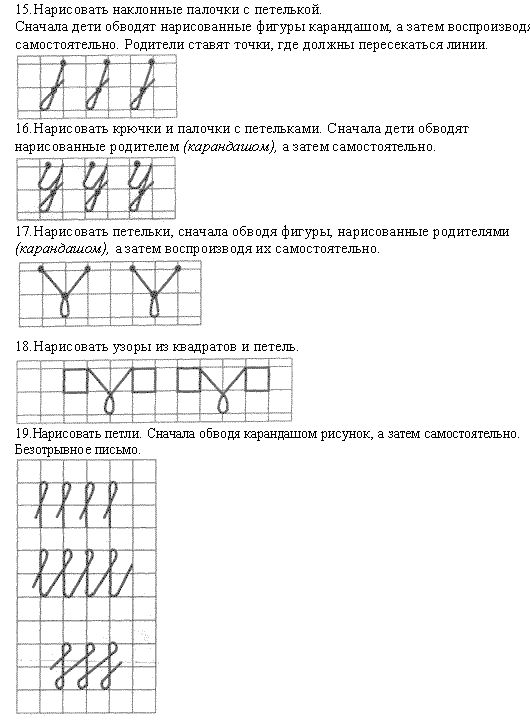 15.Нарисовать наклонные палочки с петелькой.
Сначала дети обводят нарисованные фигуры карандашом, а затем воспроизводя
самостоятельно. Родители ставят точки, где должны пересекаться линии.
16.Нарисовать крючки и палочки с петельками. Сначала дети обводят
нарисованные родителем (карандашом), а затем самостоятельно.
17.Нарисовать петельки, сначала обводя фигуры, нарисованные родителями
(карандашом), а затем воспроизводя их самостоятельно.
18.Нарисовать узоры из квадратов и петель.
19.Нарисовать петли. Сначала обводя карандашом рисунок, а затем самостоятельно.
Безотрывное письмо.